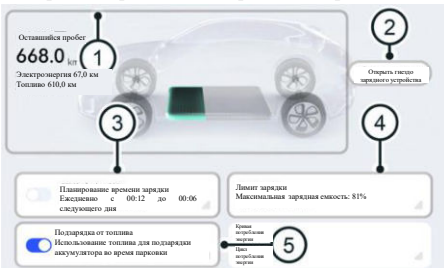 Оставшийся пробег
668.0 km
Электроэнергия 67,0 км
Топливо 610,0 км
1
2
Открыть гнездо
зарядного устройства
3
4
Планирование времени зарядки
Ежедневно с 00:12 до 00:06
следующего дня
Лимит зарядки
Максимальная зарядная емкость: 81%
Подзарядка от топлива
Использование топлива для подзарядки
аккумулятора во время парковки
5
Кривая
потребления
энергии
Цикл
потребления
энергии